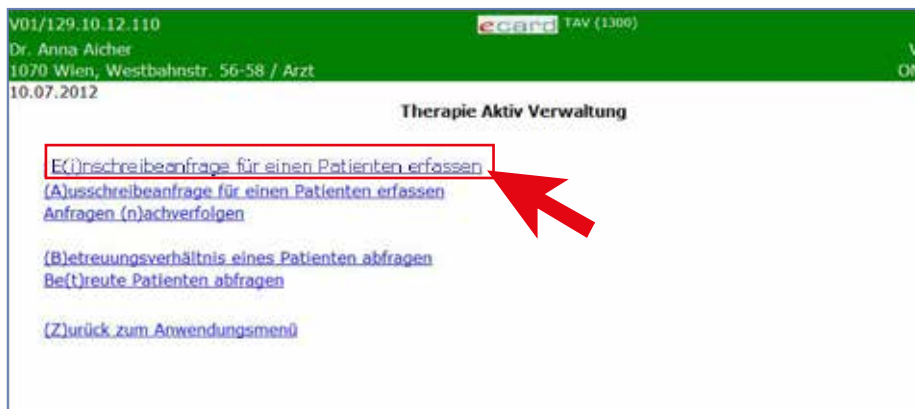 V01/129.10.12.110
ecard TAV (1300)
Dr. Anna Aicher
1070 Wien, Westbahnstr. 56-58 / Arzt
10.07.2012
Therapie Aktiv Verwaltung
E(i)nschreibeanfrage für einen Patienten erfassen
(A)usschreibeanfrage für einen Patienten erfassen
Anfragen (n)achverfolgen
(B)etreuungsverhältnis eines Patienten abfragen
Be(t)reute Patienten abfragen
(Z)urück zum Anwendungsmenü